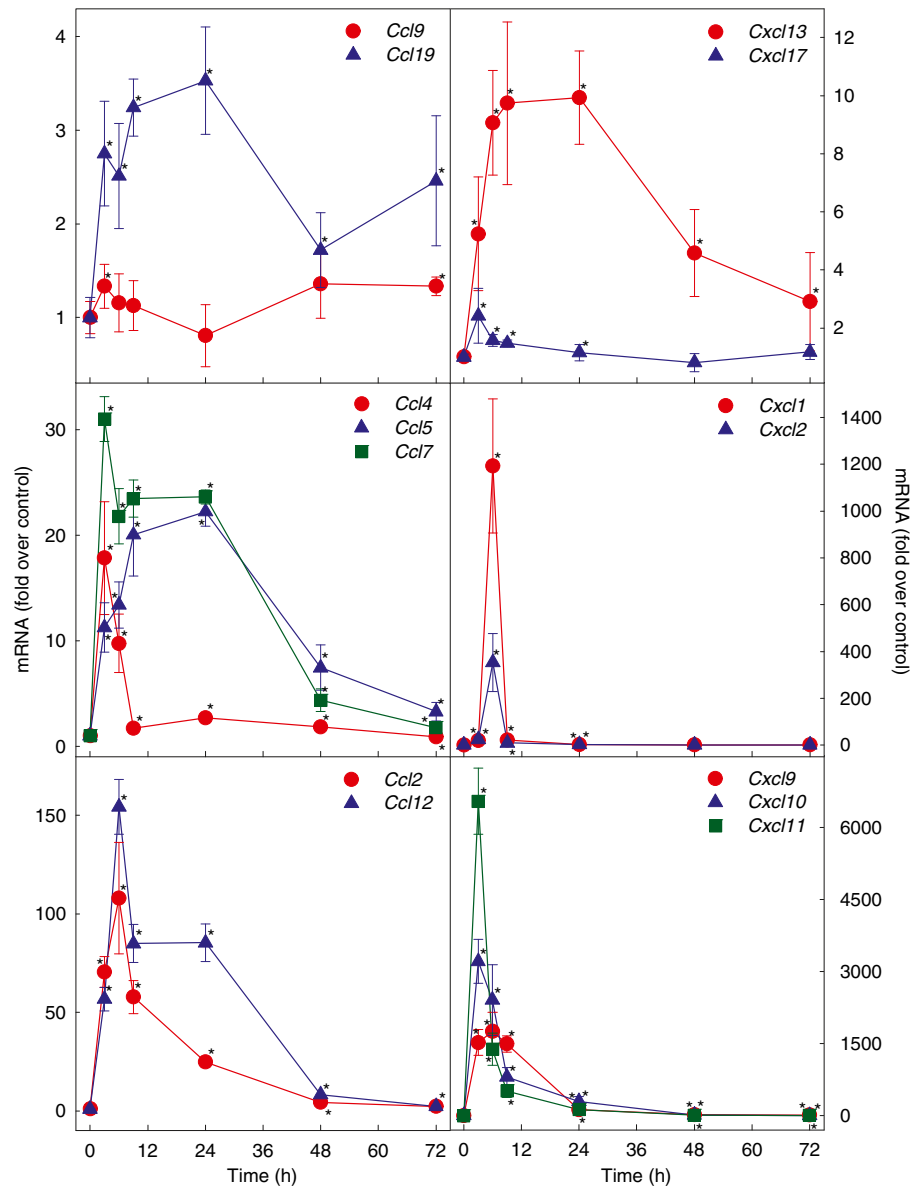 Ccl9
Ccl19
4
3
2
1
Cxcl13
Cxcl17
12
10
8
6
4
2
Ccl4
Ccl5
Ccl7
30
20
10
0
mRNA (fold over control)
Cxcl1
Cxcl2
1400
1200
1000
800
600
400
200
0
mRNA (fold over control)
Ccl2
Ccl12
150
100
50
0
0 12 24 36 48 60 72
Time (h)
Cxcl9
Cxcl10
Cxcl11
6000
4500
3000
1500
0
0 12 24 36 48 60 72
Time (h)